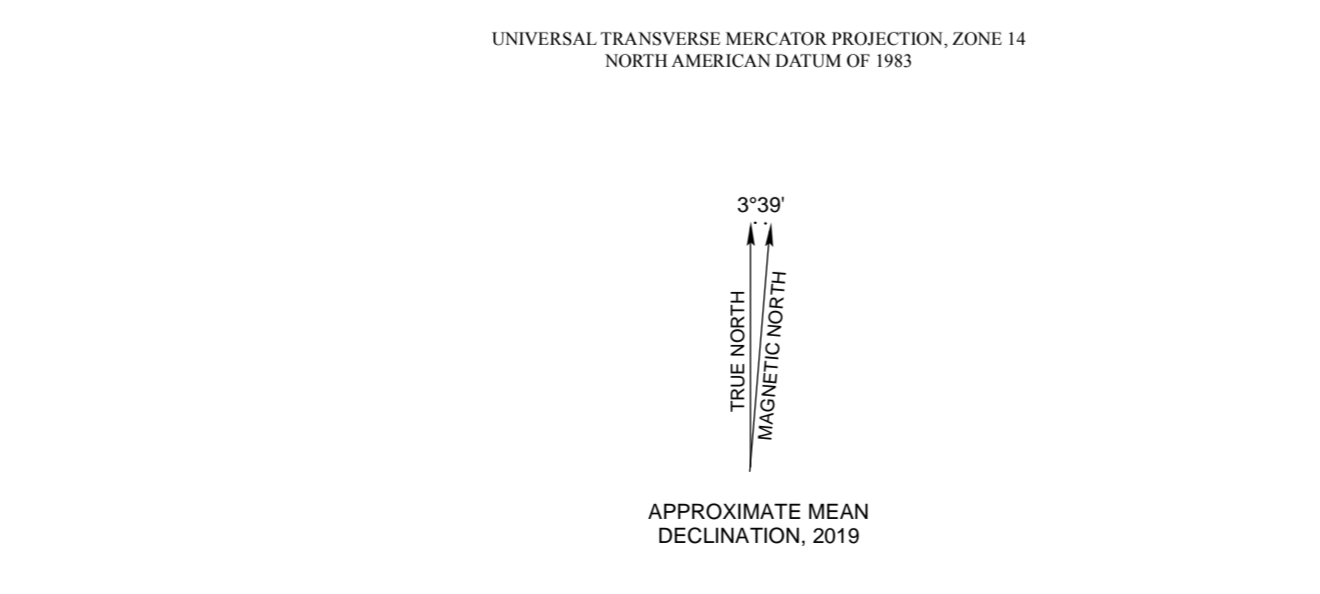 UNIVERSAL TRANSVERSE MERCATOR PROJECTION, ZONE 14
NORTH AMERICAN DATUM OF 1983
3°39'
TRUE NORTH
MAGNETIC NORTH
APPROXIMATE MEAN
DECLINATION, 2019